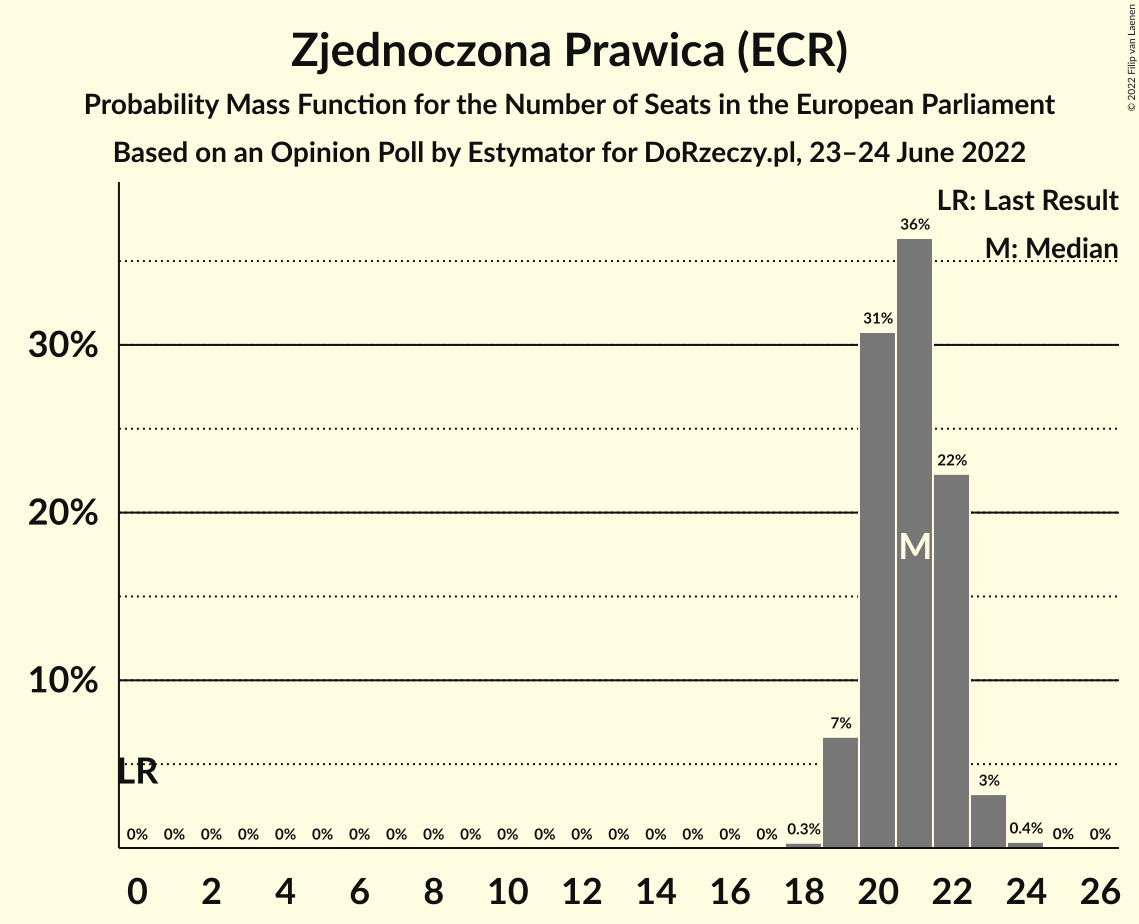 Zjednoczona Prawica (ECR)
Probability Mass Function for the Number of Seats in the European Parliament
Based on an Opinion Poll by Estymator for DoRzeczy.pl, 23–24 June 2022
© 2022 Filip van Laenen
LR: Last Result
M: Median
36%
31%
30%
22%
20%
M
10%
7%
LR
3%
0% 0% 0% 0% 0% 0% 0% 0% 0% 0% 0% 0% 0% 0% 0% 0% 0% 0% 0.3% 0.4% 0% 0%
0 2 4 6 8 10 12 14 16 18 20 22 24 26